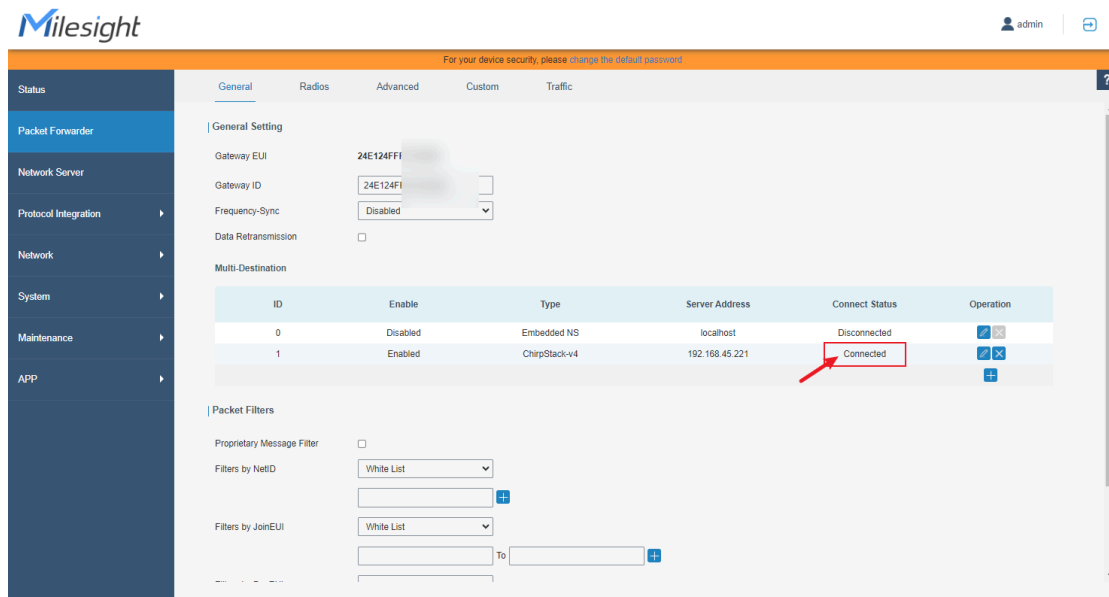 Milesight
admin
For your device security, please change the default password
Status
Packet Forwarder
Network Server
Protocol Integration
Network
System
Maintenance
APP
General Radios Advanced Custom Traffic
?
General Setting
Gateway EUI 24E124FF
Gateway ID 24E124F
Frequency-Sync Disabled
Data Retransmission
Multi-Destination
ID Enable Type Server Address Connect Status Operation
0 Disabled Embedded NS localhost Disconnected
1 Enabled ChirpStack-v4 192.168.45.221 Connected
Packet Filters
Proprietary Message Filter
Filters by NetID White List
Filters by JoinEUI White List
To